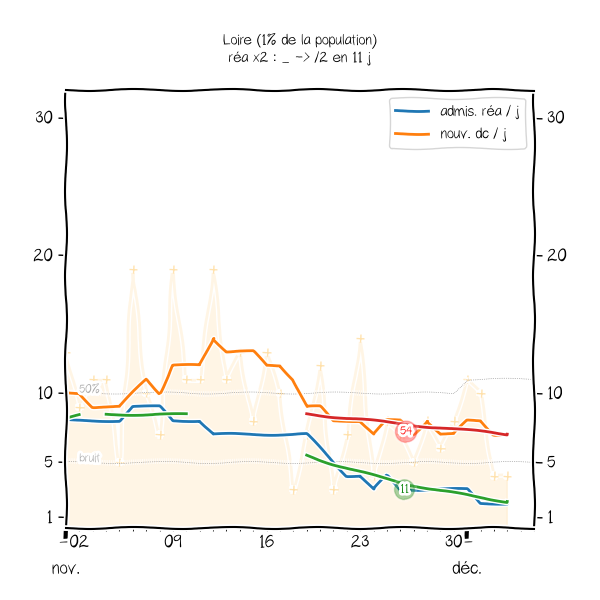 Loire (1% de la population)
réa x2 : _ -> /2 en 11 j
admis. réa / j
nouv. dc / j
30
30
20
20
50%
10
10
54
bruit
5
5
11
1
1
02
09
16
23
30
nov.
déc.